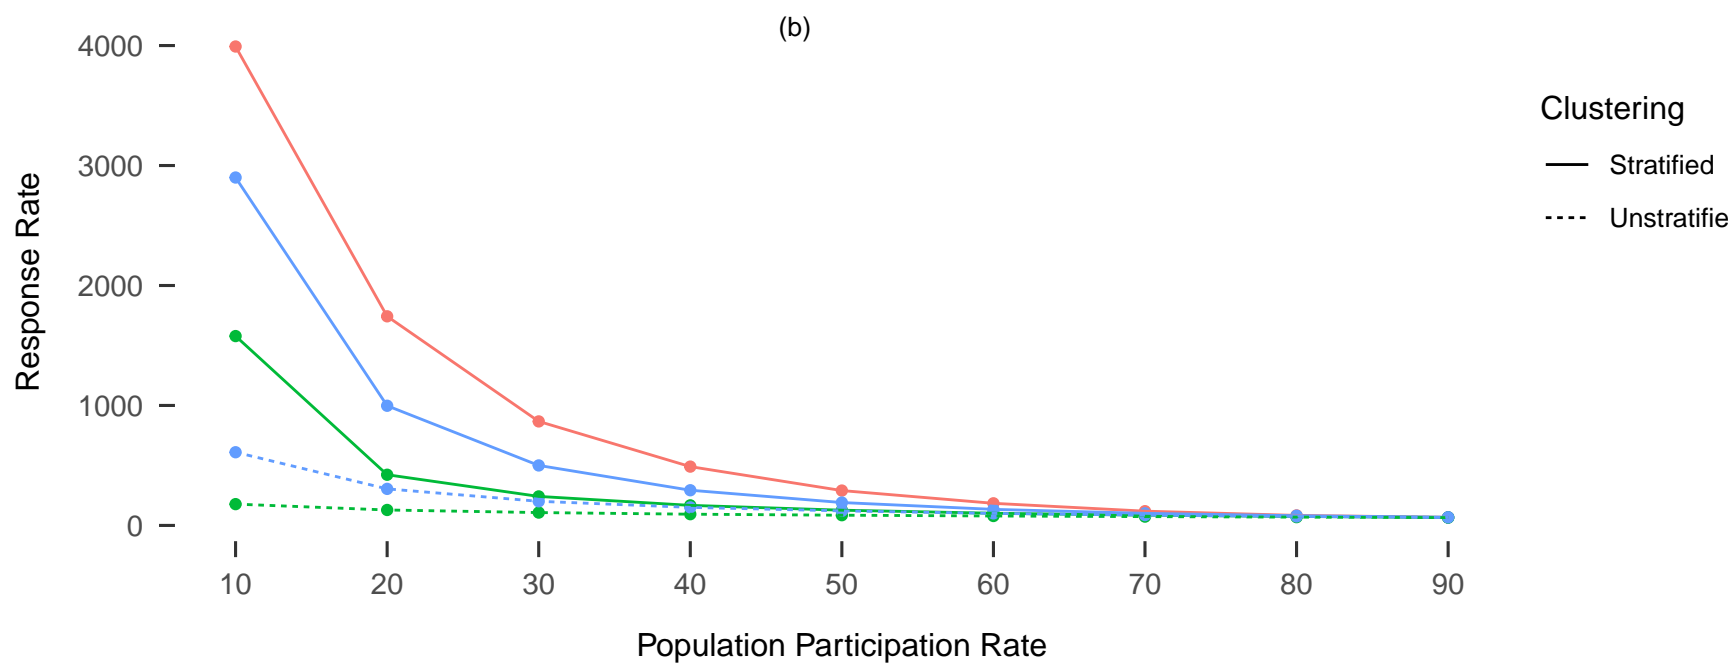 (b)
4000
3000
2000
1000
0
Response Rate
10 20 30 40 50 60 70 80 90
Population Participation Rate
Clustering
Stratified
Unstratifie